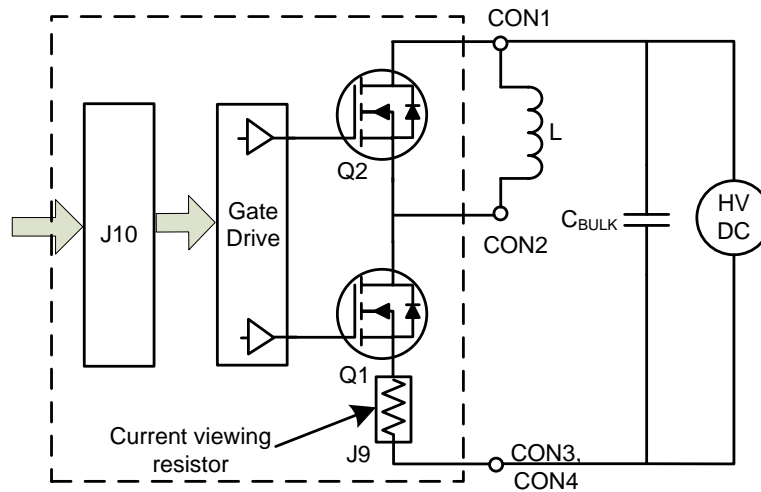 CON1
Q2
L
J10
Gate
Drive
CON2
C_BULK
HV
DC
Q1
Current viewing
resistor
J9
CON3,
CON4